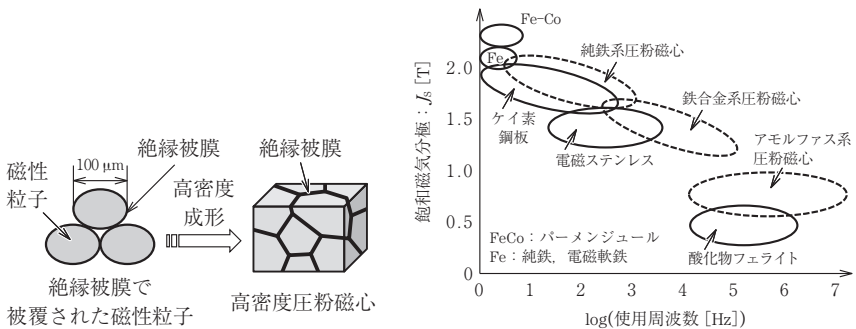 磁性
粒子
100 μm
絶縁被膜
高密度
成形
絶縁被膜
絶縁被膜で
被覆された磁性粒子
高密度圧粉磁心
飽和磁気分極：Js [T]
2.0
1.5
1.0
0.5
0
Fe-Co
Fe
純鉄系圧粉磁心
鉄合金系圧粉磁心
ケイ素
鋼板
電磁ステンレス
アモルファス系
圧粉磁心
FeCo：パーメンジュール
Fe：純鉄，電磁軟鉄
酸化物フェライト
0 1 2 3 4 5 6 7
log(使用周波数 [Hz])